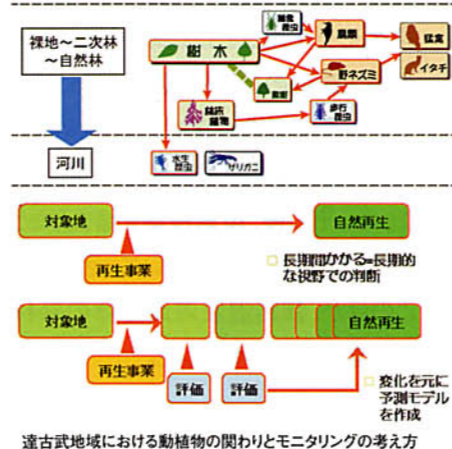 裸地～二次林
～自然林
河川
樹木
昆虫
鳥類
猛禽
イタチ
野ネズミ
植物
歩行
昆虫
水生
昆虫
ザリガニ
対象地
自然再生
再生事業
長期間かかる=長期的
な視野での判断
対象地
自然再生
再生事業
評価
評価
変化を元に
予測モデル
を作成
達古武地域における動植物の関わりとモニタリングの考え方